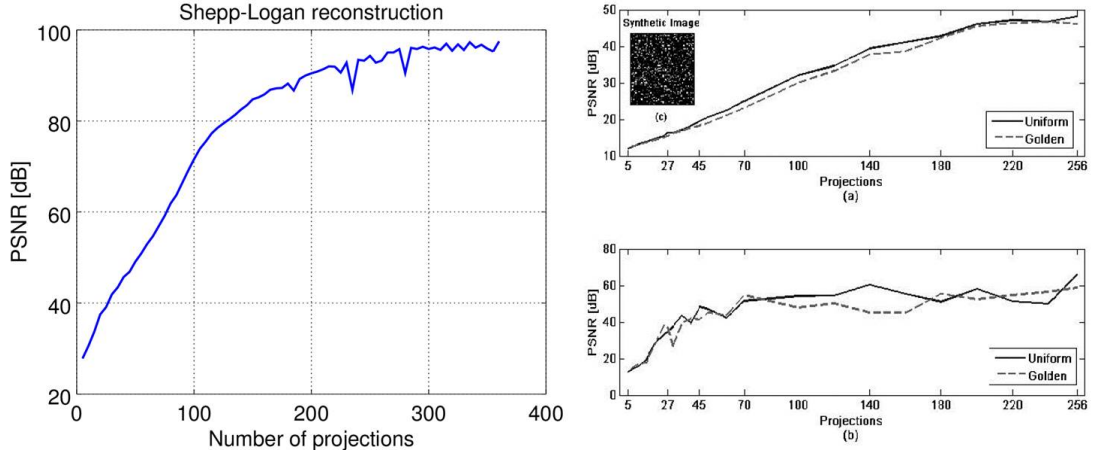 Shepp-Logan reconstruction
PSNR [dB]
100
80
60
40
20
0
100
200
300
400
Number of projections
Synthetic Image
(c)
PSNR [dB]
50
40
30
20
10
Uniform
Golden
5
27
45
70
100
140
180
220
256
Projections
(a)
PSNR [dB]
80
60
40
20
0
Uniform
Golden
5
27
45
70
100
140
180
220
256
Projections
(b)